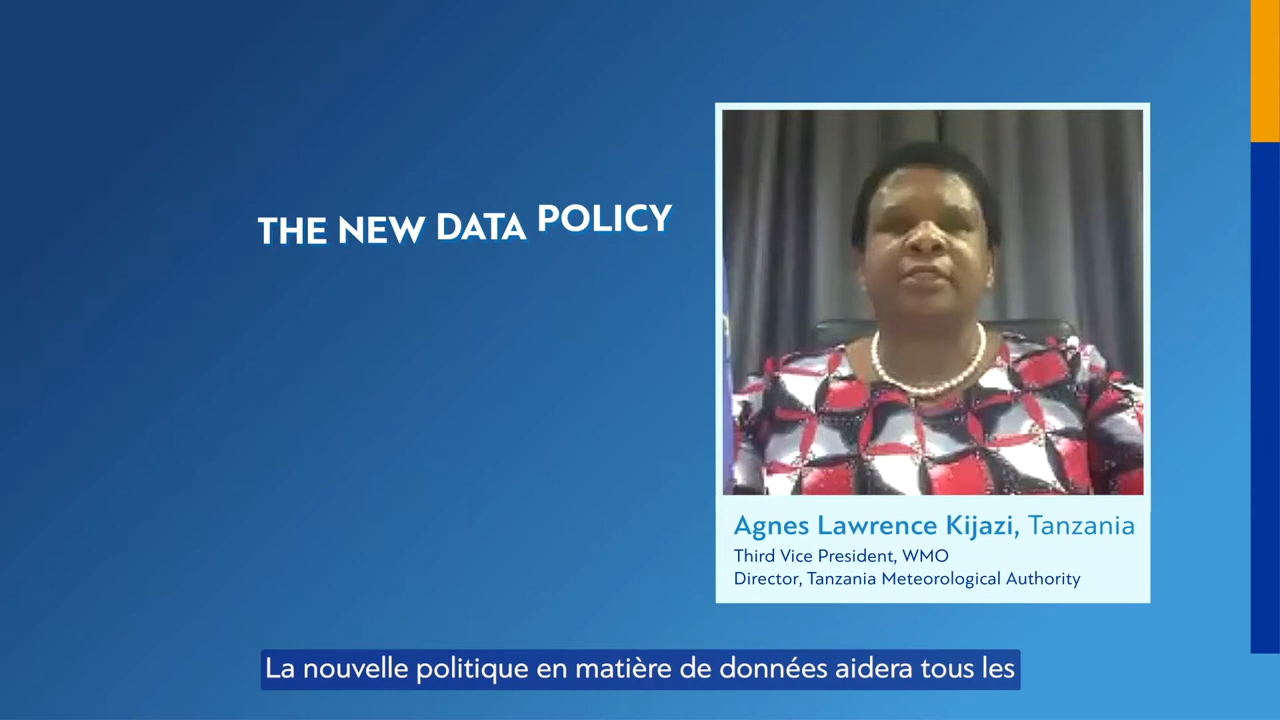 THE NEW DATA POLICY
Agnes Lawrence Kijazi, Tanzania
Third Vice President, WMO
Director, Tanzania Meteorological Authority
La nouvelle politique en matière de données aidera tous les